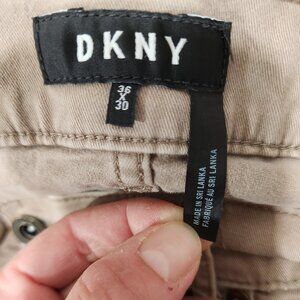 DKNY
36
X
30
MADE IN SRI LANKA
FABRIQUÉ AU SRI LANKA